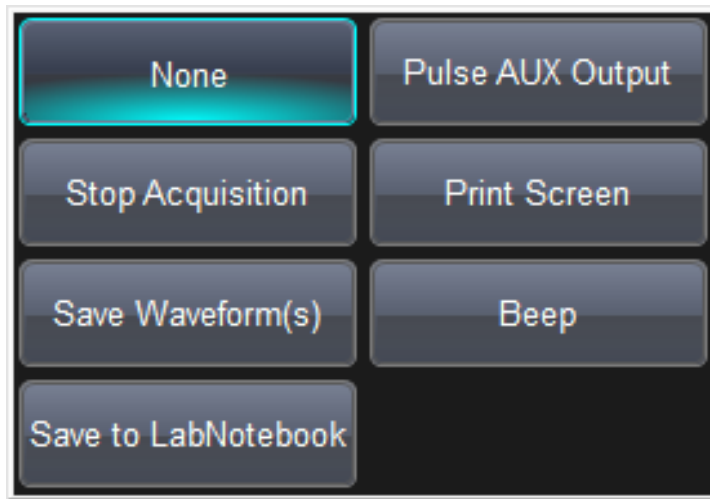 None
Pulse AUX Output
Stop Acquisition
Print Screen
Save Waveform(s)
Beep
Save to LabNotebook